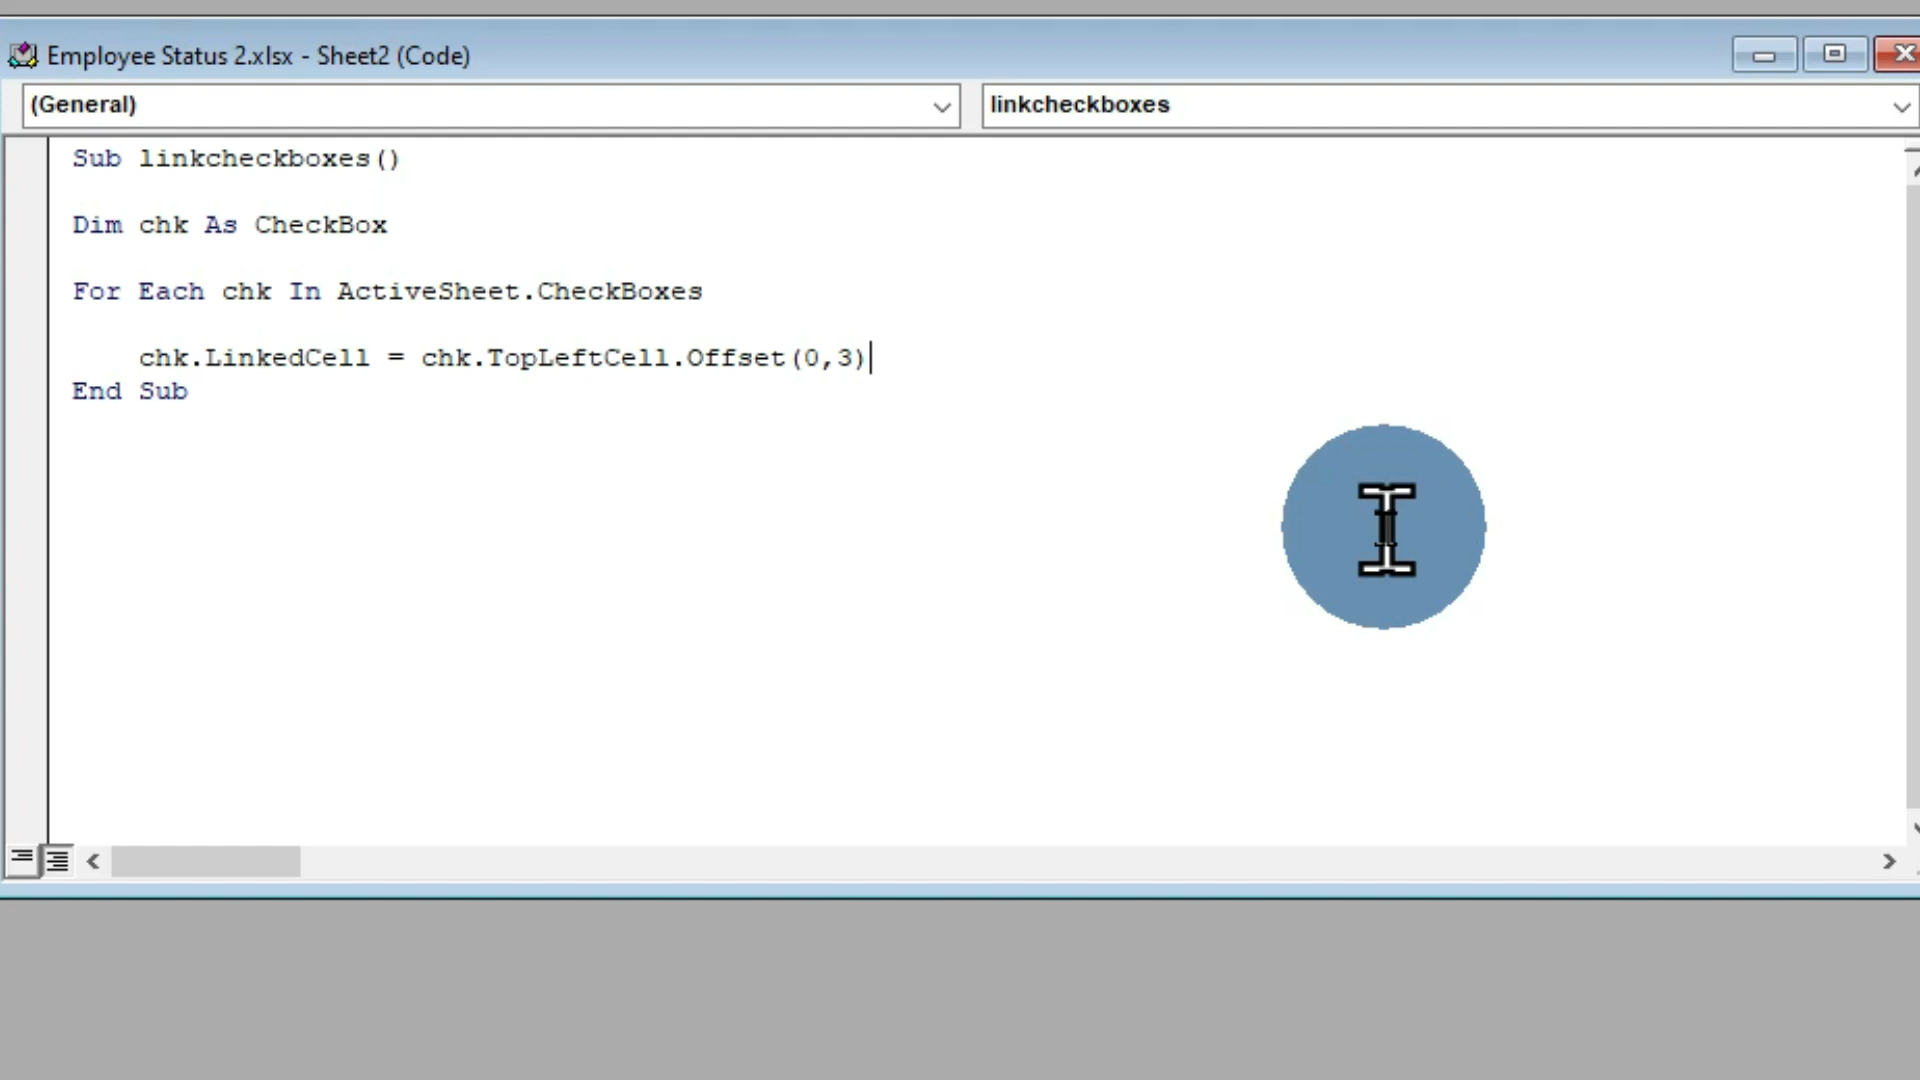 Employee Status 2.xlsx - Sheet2 (Code)
(General)
linkcheckboxes
Sub linkcheckboxes()
Dim chk As CheckBox
For Each chk In ActiveSheet.CheckBoxes
chk.LinkedCell = chk.TopLeftCell.Offset(0,3)
End Sub